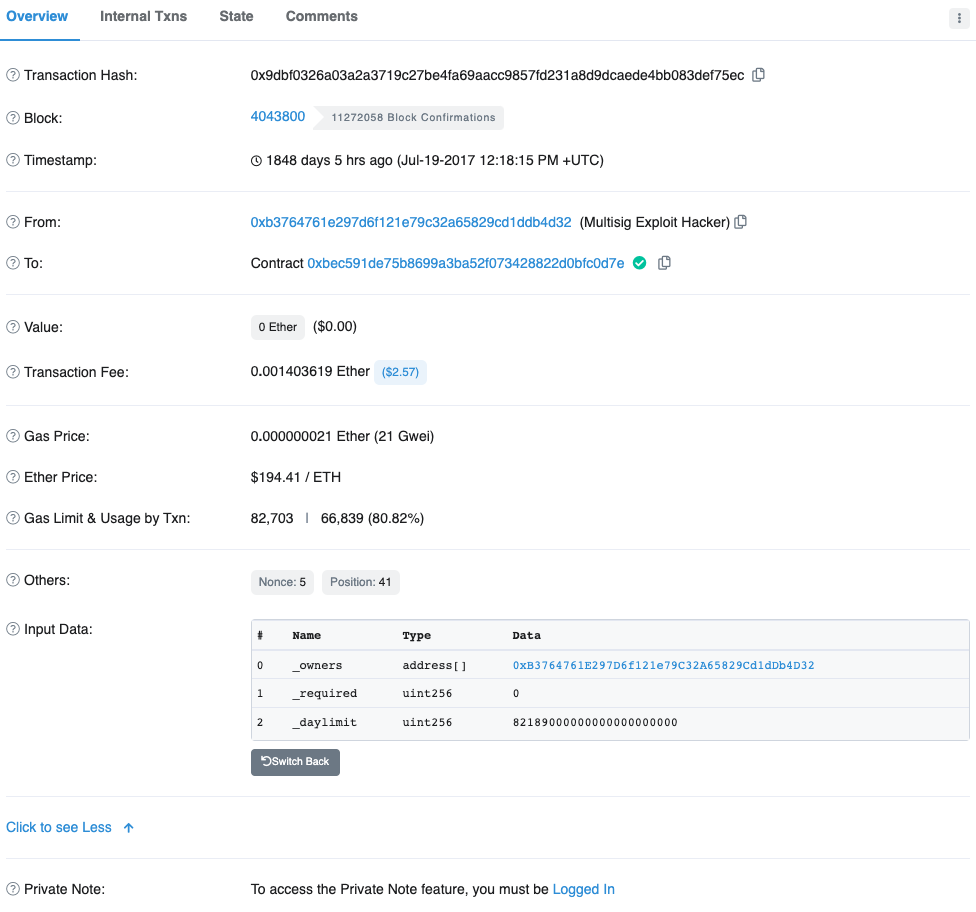 Overview Internal Txns State Comments
Transaction Hash: 0x9dbf0326a03a2a3719c27be4fa69aacc9857fd231a8d9dcaede4bb083def75ec
Block: 4043800 11272058 Block Confirmations
Timestamp: 1848 days 5 hrs ago (Jul-19-2017 12:18:15 PM +UTC)
From: 0xb3764761e297d6f121e79c32a65829cd1ddb4d32 (Multisig Exploit Hacker)
To: Contract 0xbec591de75b8699a3ba52f073428822d0bfc0d7e
Value: 0 Ether ($0.00)
Transaction Fee: 0.001403619 Ether ($2.57)
Gas Price: 0.000000021 Ether (21 Gwei)
Ether Price: $194.41 / ETH
Gas Limit & Usage by Txn: 82,703 | 66,839 (80.82%)
Others: Nonce: 5 Position: 41
Input Data:
# Name Type Data
0 _owners address[] 0xB3764761E297D6f121e79C32A65829Cd1dDb4D32
1 _required uint256 0
2 _daylimit uint256 82189000000000000000000
Switch Back
Click to see Less
Private Note: To access the Private Note feature, you must be Logged In